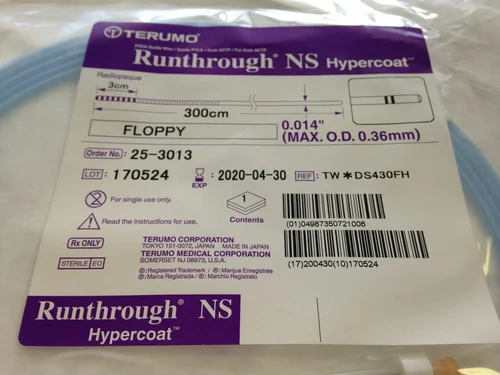 TERUMO®
PTCA Guide Wire / Guide PTCA / Guía ACTP / Fio-Guia ACTP
Runthrough® NS Hypercoat™
Radiopaque
3cm
300cm
FLOPPY
0.014"
(MAX. O.D. 0.36mm)
Order No.: 25-3013
LOT: 170524 EXP: 2020-04-30 REF: TW✱DS430FH
For single use only.
1
Contents
Read the instructions for use.
(01)04987350721006
Rx ONLY
STERILE EO
TERUMO CORPORATION
TOKYO 151-0072, JAPAN MADE IN JAPAN
TERUMO MEDICAL CORPORATION
SOMERSET NJ 08873, U.S.A.
(17)200430(10)170524
®: Registered Trademark / ®: Marque Enregistrée
®: Marca Registrada / ®: Marchio Registrato
Runthrough® NS
Hypercoat™